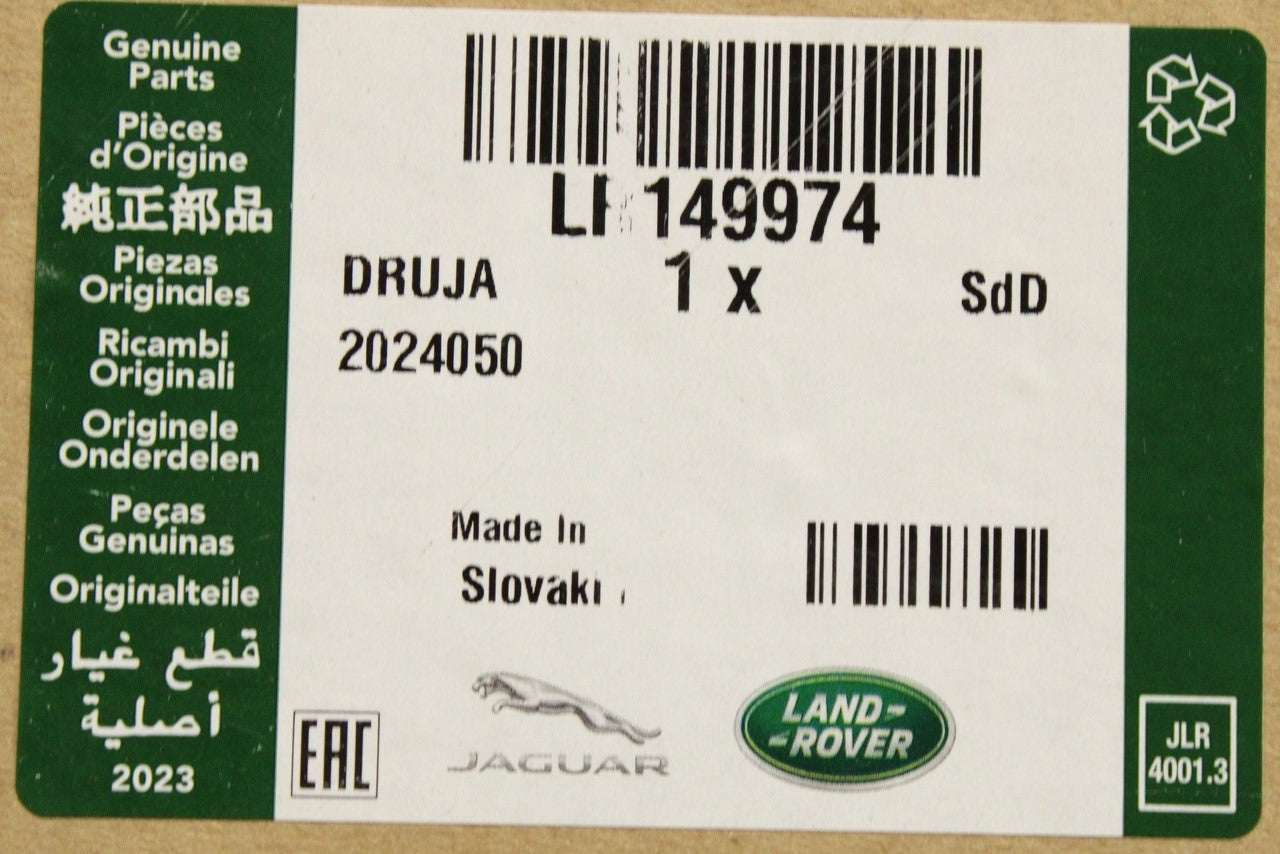 Genuine
Parts
Pièces
d'Origine
純正部品
Piezas
Originales
Ricambi
Originali
Originele
Onderdelen
Peças
Genuinas
Originalteile
قطع غيار
أصلية
2023
149974
DRUJA
1 x
SdD
2024050
Made In
EAC
JAGUAR
LAND-
-ROVER
JLR
4001.3